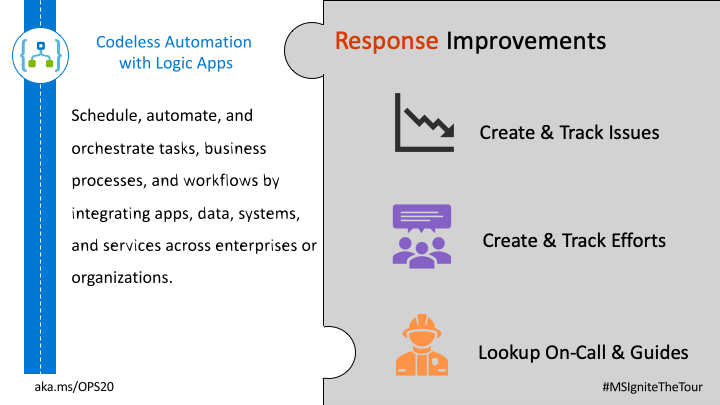 Codeless Automation
with Logic Apps
Schedule, automate, and
orchestrate tasks, business
processes, and workflows by
integrating apps, data, systems,
and services across enterprises or
organizations.
aka.ms/OPS20
Response Improvements
Create & Track Issues
Create & Track Efforts
Lookup On-Call & Guides
#MSIgniteTheTour